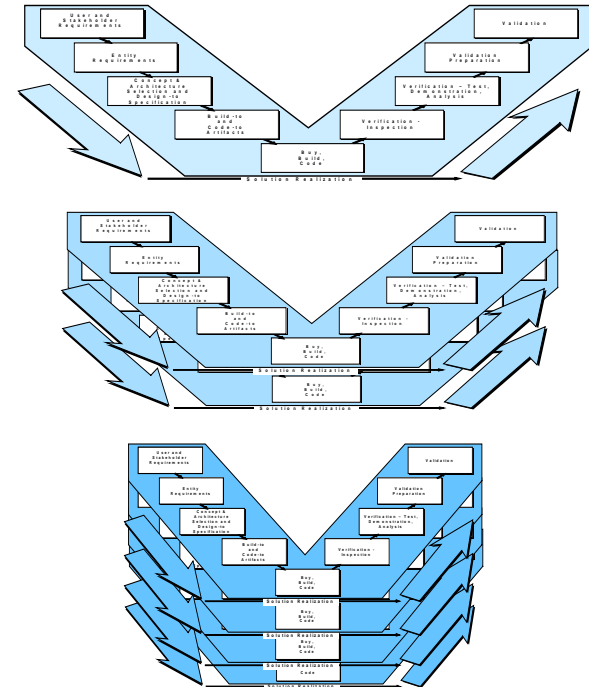 User and
Stakeholder
Requirements
Validation
Entity
Requirements
Validation
Preparation
Concept &
Architecture
Selection and
Design-to
Specification
Verification – Test,
Demonstration,
Analysis
Build-to
and
Code-to
Artifacts
Verification -
Inspection
Buy,
Build,
Code
Solution Realization
User and
Stakeholder
Requirements
Validation
Entity
Requirements
Validation
Preparation
Concept &
Architecture
Selection and
Design-to
Specification
Verification – Test,
Demonstration,
Analysis
Build-to
and
Code-to
Artifacts
Verification -
Inspection
Buy,
Build,
Code
Solution Realization
Buy,
Build,
Code
Solution Realization
User and
Stakeholder
Requirements
Validation
Entity
Requirements
Validation
Preparation
Concept &
Architecture
Selection and
Design-to
Specification
Verification – Test,
Demonstration,
Analysis
Build-to
and
Code-to
Artifacts
Verification -
Inspection
Buy,
Build,
Code
Solution Realization
Buy,
Build,
Code
Solution Realization
Buy,
Build,
Code
Solution Realization
Code
Solution Realization